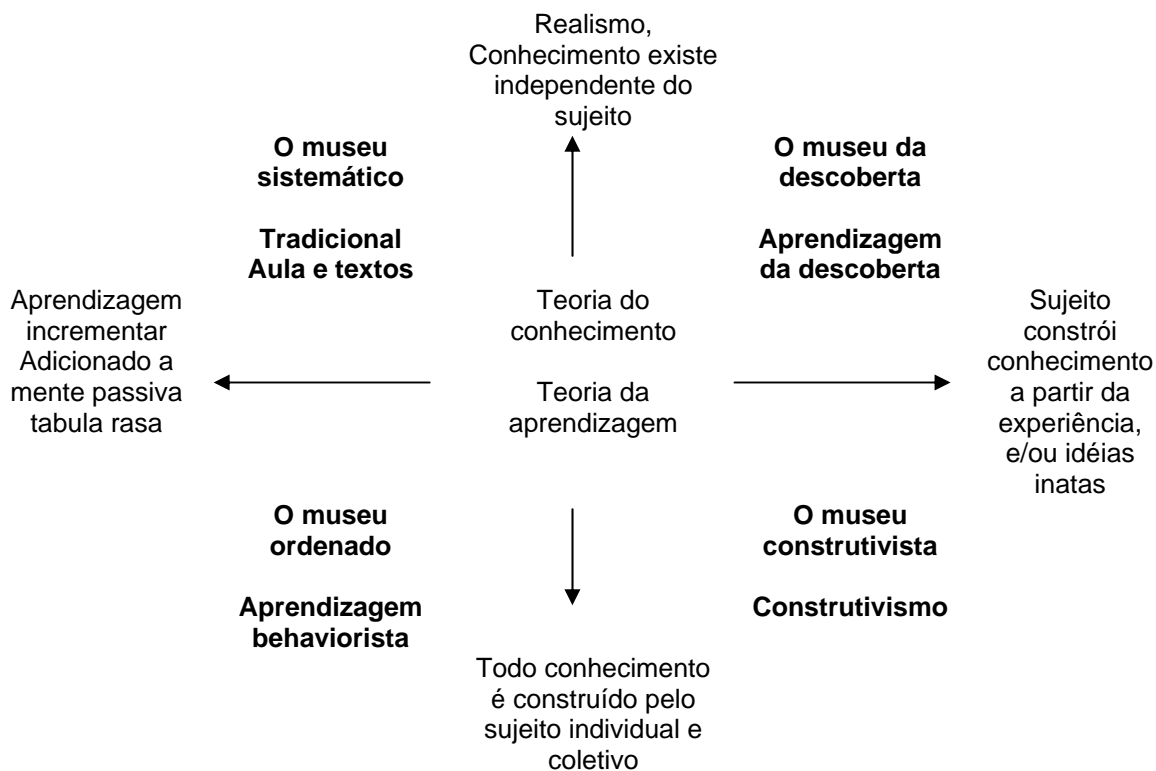 Realismo,
Conhecimento existe
independente do
sujeito
O museu
sistemático
Tradicional
Aula e textos
O museu da
descoberta
Aprendizagem
da descoberta
Aprendizagem
incrementar
Adicionado a
mente passiva
tabula rasa
Teoria do
conhecimento
Teoria da
aprendizagem
Sujeito
constrói
conhecimento
a partir da
experiência,
e/ou idéias
inatas
O museu
ordenado
Aprendizagem
behaviorista
O museu
construtivista
Construtivismo
Todo conhecimento
é construído pelo
sujeito individual e
coletivo